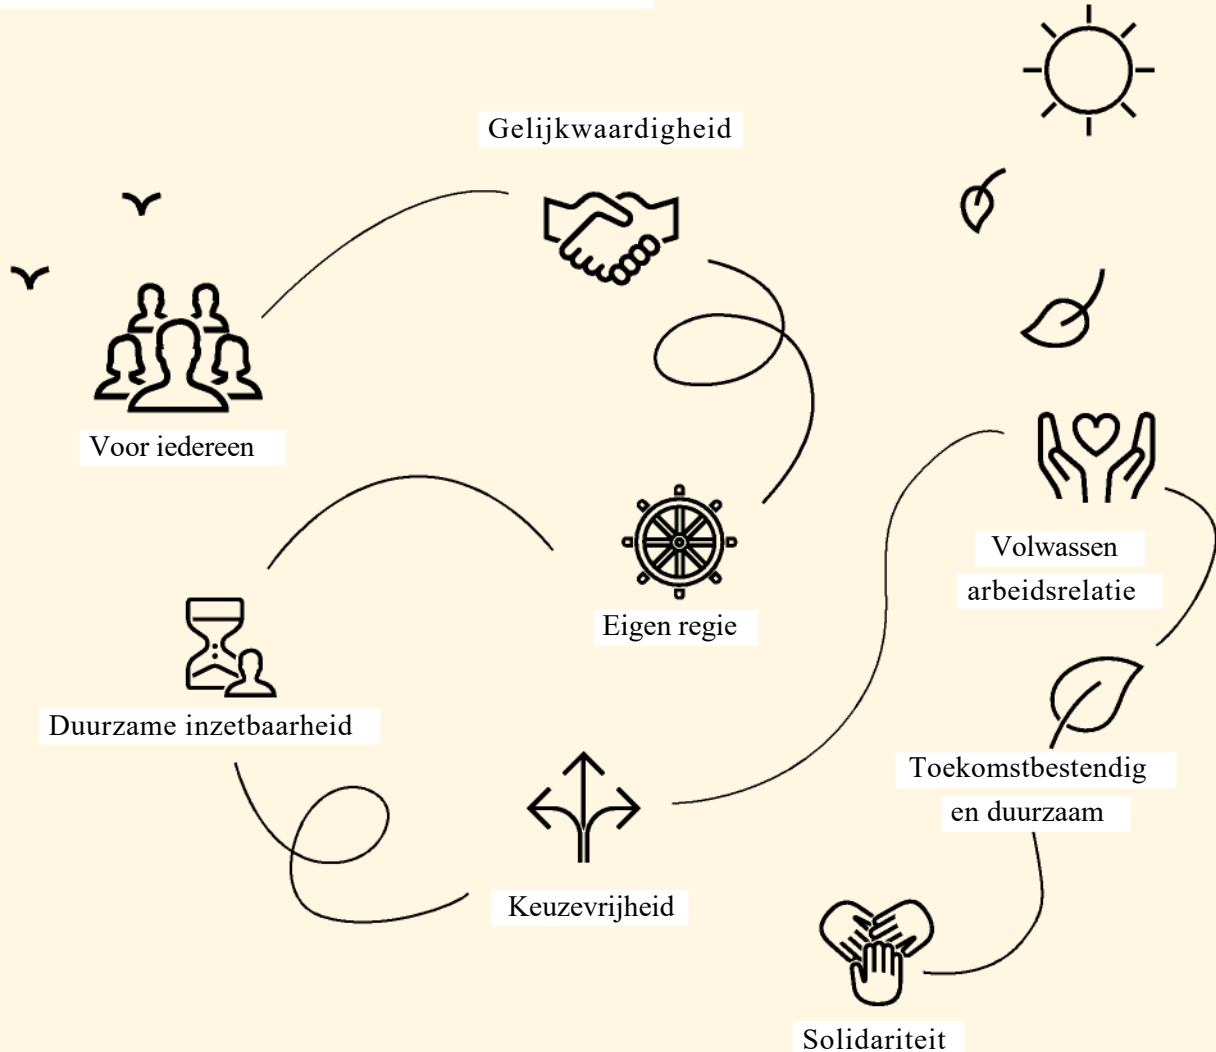 Gelijkwaardigheid
Voor iedereen
Eigen regie
Duurzame inzetbaarheid
Keuzevrijheid
Volwassen
arbeidsrelatie
Toekomstbestendig
en duurzaam
Solidariteit